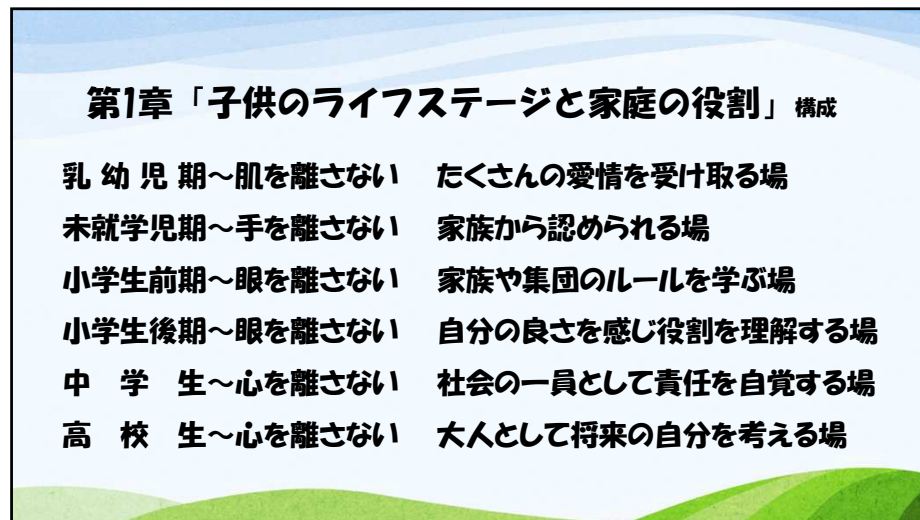 第1章「子供のライフステージと家庭の役割」構成
乳幼児期～肌を離さない　たくさんの愛情を受け取る場
未就学児期～手を離さない　家族から認められる場
小学生前期～眼を離さない　家族や集団のルールを学ぶ場
小学生後期～眼を離さない　自分の良さを感じ役割を理解する場
中学生～心を離さない　社会の一員として責任を自覚する場
高校生～心を離さない　大人として将来の自分を考える場